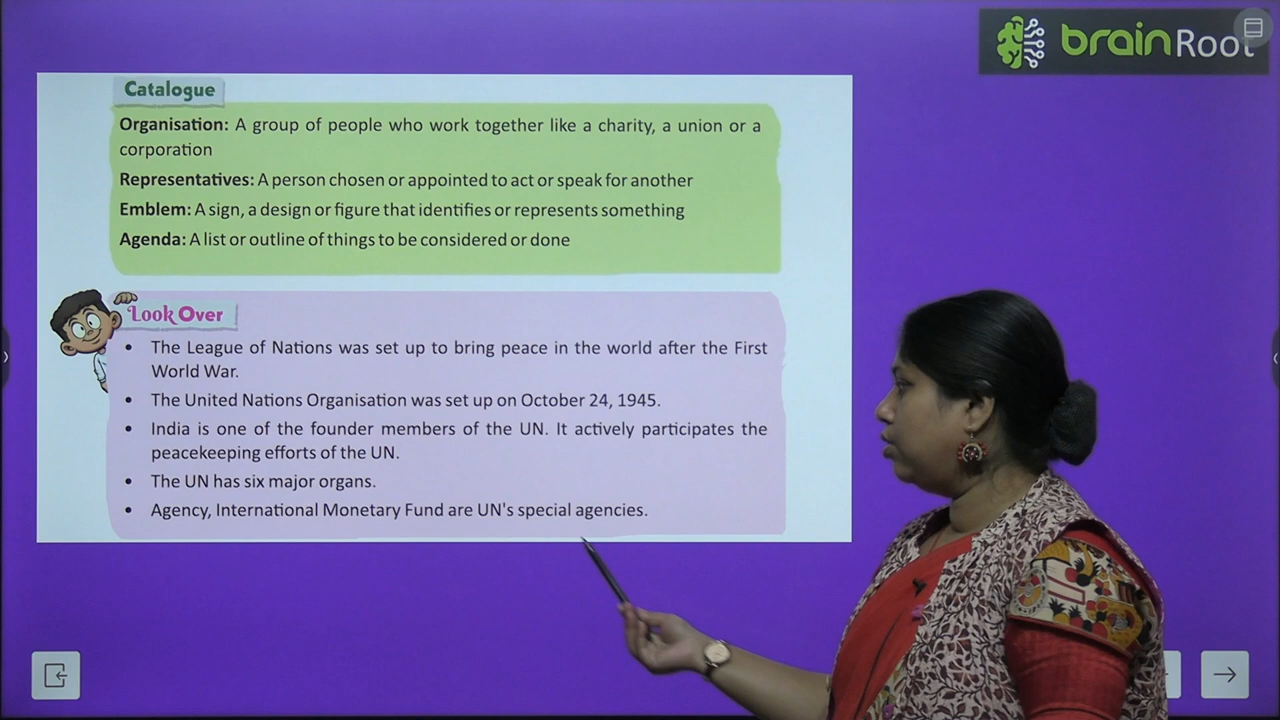 brainRoot
Catalogue
Organisation: A group of people who work together like a charity, a union or a
corporation
Representatives: A person chosen or appointed to act or speak for another
Emblem: A sign, a design or figure that identifies or represents something
Agenda: A list or outline of things to be considered or done
Look Over
• The League of Nations was set up to bring peace in the world after the First
World War.
• The United Nations Organisation was set up on October 24, 1945.
• India is one of the founder members of the UN. It actively participates the
peacekeeping efforts of the UN.
• The UN has six major organs.
• Agency, International Monetary Fund are UN's special agencies.